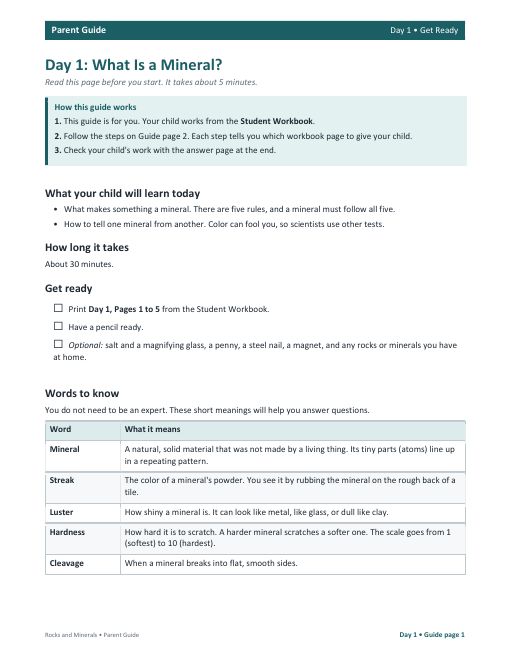 Parent Guide
Day 1 • Get Ready
Day 1: What Is a Mineral?
Read this page before you start. It takes about 5 minutes.
How this guide works
1. This guide is for you. Your child works from the Student Workbook.
2. Follow the steps on Guide page 2. Each step tells you which workbook page to give your child.
3. Check your child's work with the answer page at the end.
What your child will learn today
• What makes something a mineral. There are five rules, and a mineral must follow all five.
• How to tell one mineral from another. Color can fool you, so scientists use other tests.
How long it takes
About 30 minutes.
Get ready
☐ Print Day 1, Pages 1 to 5 from the Student Workbook.
☐ Have a pencil ready.
☐ Optional: salt and a magnifying glass, a penny, a steel nail, a magnet, and any rocks or minerals you have
at home.
Words to know
You do not need to be an expert. These short meanings will help you answer questions.
Word
What it means
Mineral
A natural, solid material that was not made by a living thing. Its tiny parts (atoms) line up
in a repeating pattern.
Streak
The color of a mineral's powder. You see it by rubbing the mineral on the rough back of a
tile.
Luster
How shiny a mineral is. It can look like metal, like glass, or dull like clay.
Hardness
How hard it is to scratch. A harder mineral scratches a softer one. The scale goes from 1
(softest) to 10 (hardest).
Cleavage
When a mineral breaks into flat, smooth sides.
Rocks and Minerals • Parent Guide
Day 1 • Guide page 1